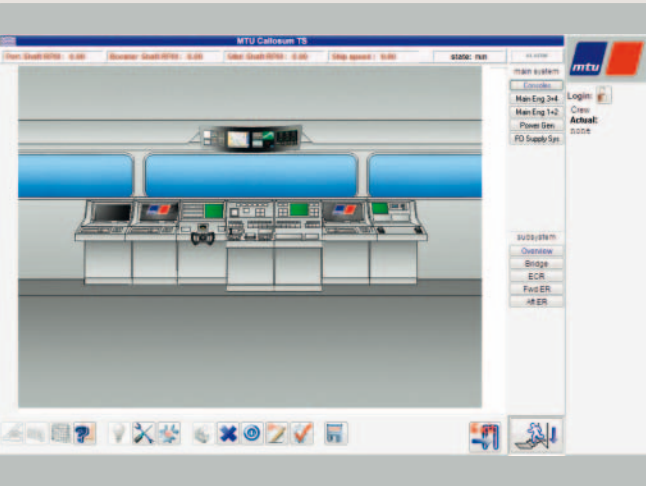 MTU Callosum TS
Port Shaft RPM : 0.00
Booster Shaft RPM : 0.00
Stbd Shaft RPM : 0.00
Ship speed : 0.00
state: run
mtu
main system
Consoles
Main Eng 3+4
Main Eng 1+2
Power Gen
FO Supply Sys
Login:
Crew
Actual:
none
subsystem
Overview
Bridge
ECR
Fwd ER
Aft ER